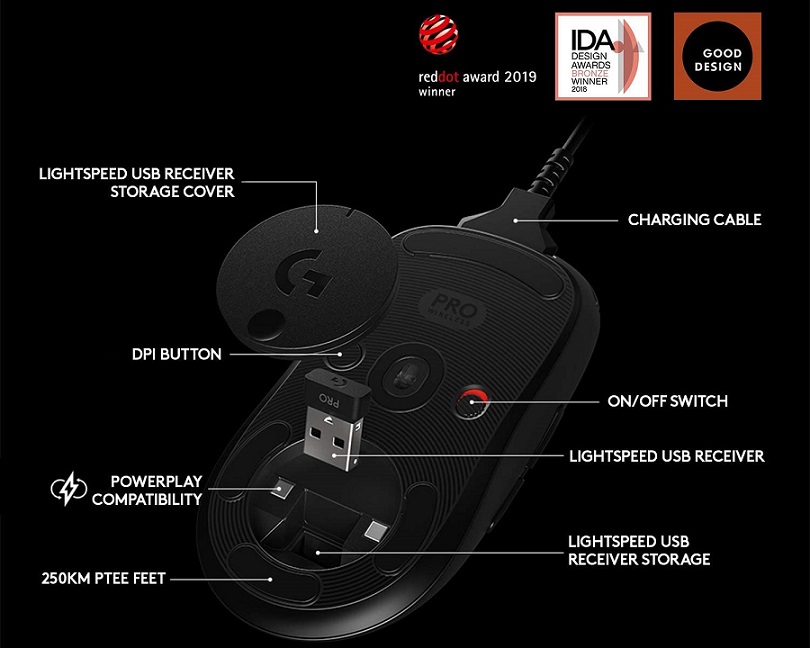 reddot award 2019
winner
IDA
DESIGN
AWARDS
BRONZE
WINNER
2018
GOOD
DESIGN
LIGHTSPEED USB RECEIVER
STORAGE COVER
CHARGING CABLE
G
PRO
WIRELESS
DPI BUTTON
PRO
ON/OFF SWITCH
LIGHTSPEED USB RECEIVER
POWERPLAY
COMPATIBILITY
LIGHTSPEED USB
RECEIVER STORAGE
250KM PTEE FEET